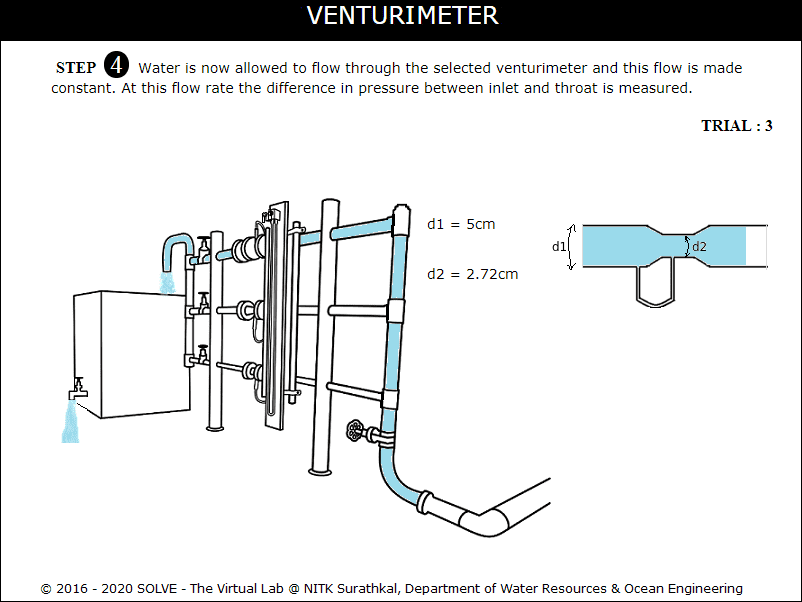 VENTURIMETER
STEP 4 Water is now allowed to flow through the selected venturimeter and this flow is made
constant. At this flow rate the difference in pressure between inlet and throat is measured.
TRIAL : 3
d1 = 5cm
d1
d2
d2 = 2.72cm
© 2016 - 2020 SOLVE - The Virtual Lab @ NITK Surathkal, Department of Water Resources & Ocean Engineering